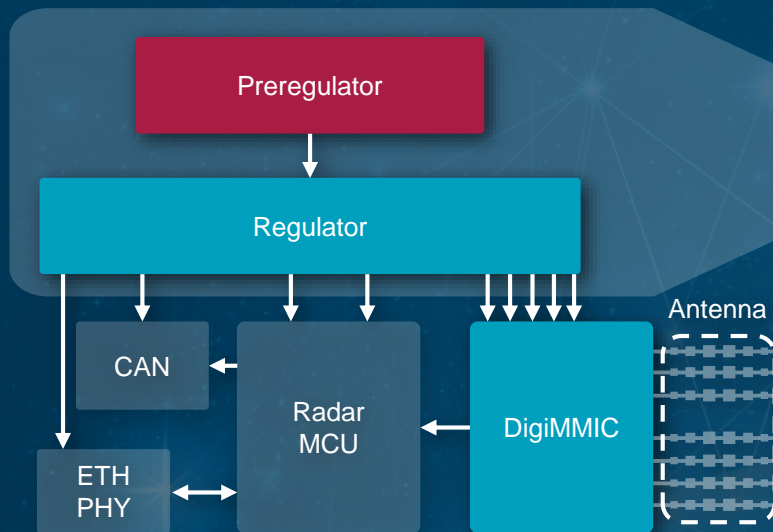 Preregulator
Regulator
Antenna
CAN
Radar
MCU
DigiMMIC
ETH
PHY